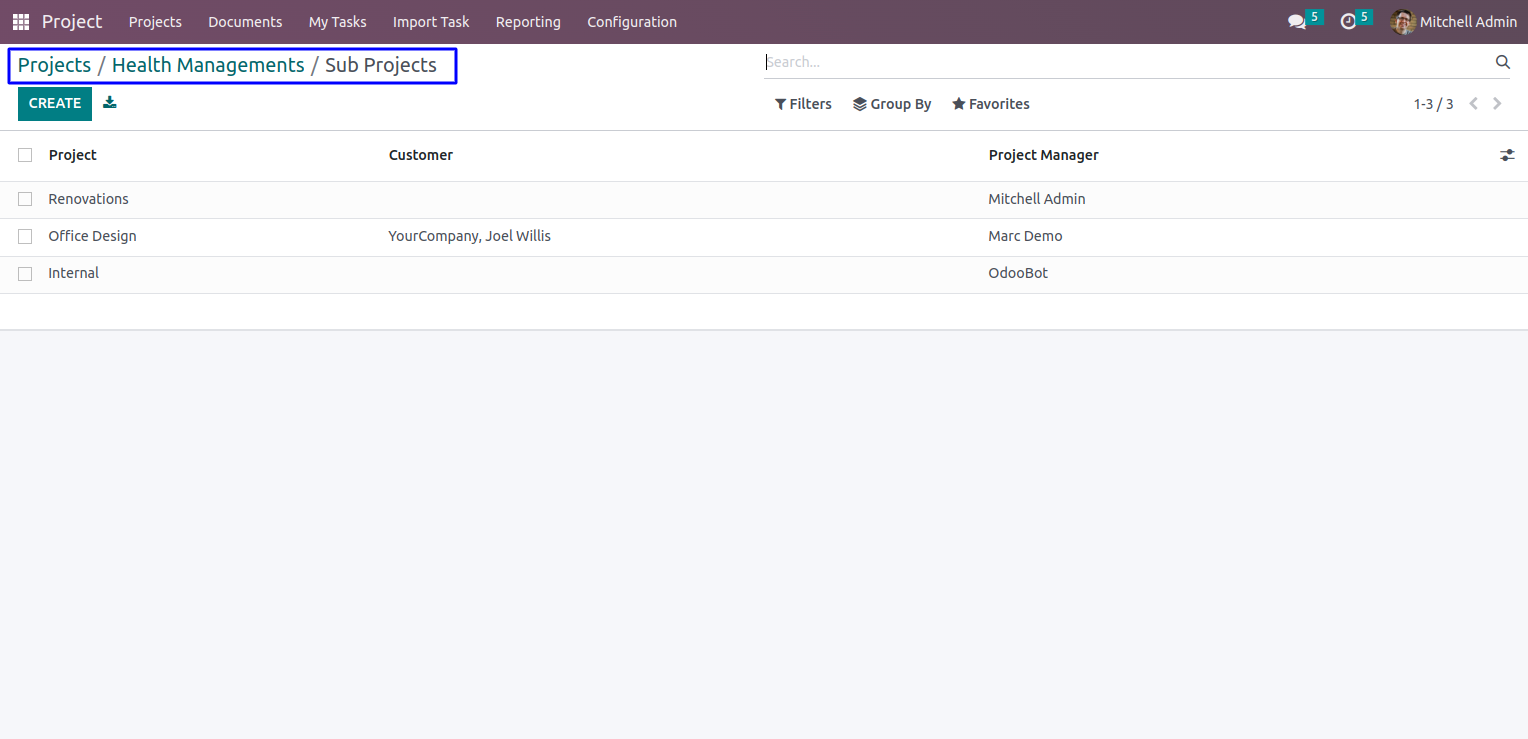 Project Projects Documents My Tasks Import Task Reporting Configuration 5 5 Mitchell Admin
Projects / Health Managements / Sub Projects Search...
CREATE Filters Group By Favorites 1-3 / 3
Project Customer Project Manager
Renovations Mitchell Admin
Office Design YourCompany, Joel Willis Marc Demo
Internal OdooBot